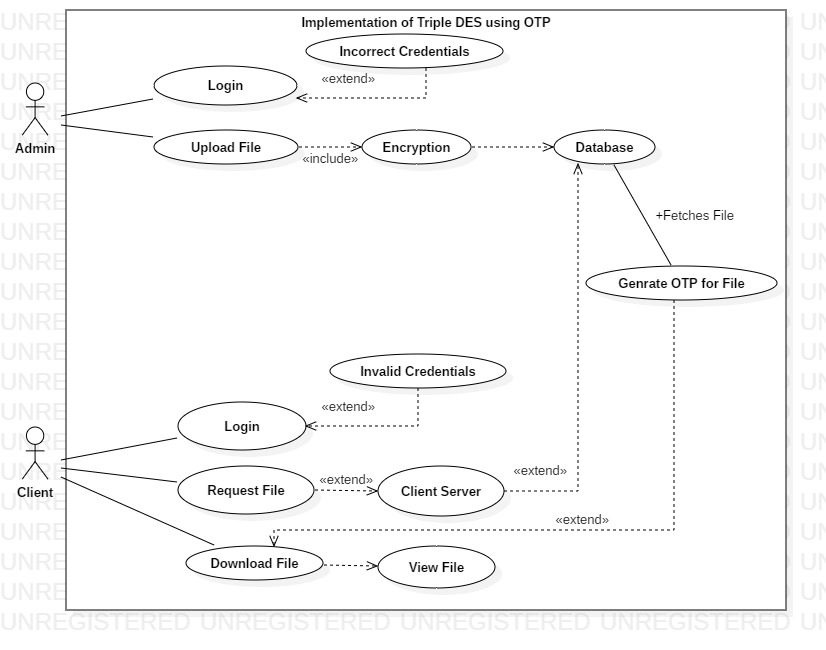 Implementation of Triple DES using OTP
Incorrect Credentials
«extend»
Login
Admin
Upload File
«include»
Encryption
Database
+Fetches File
Genrate OTP for File
Invalid Credentials
«extend»
Login
Client
Request File
«extend»
Client Server
«extend»
«extend»
Download File
View File
UNREGISTERED UNREGISTERED UNREGISTERED UNREGISTERED UN